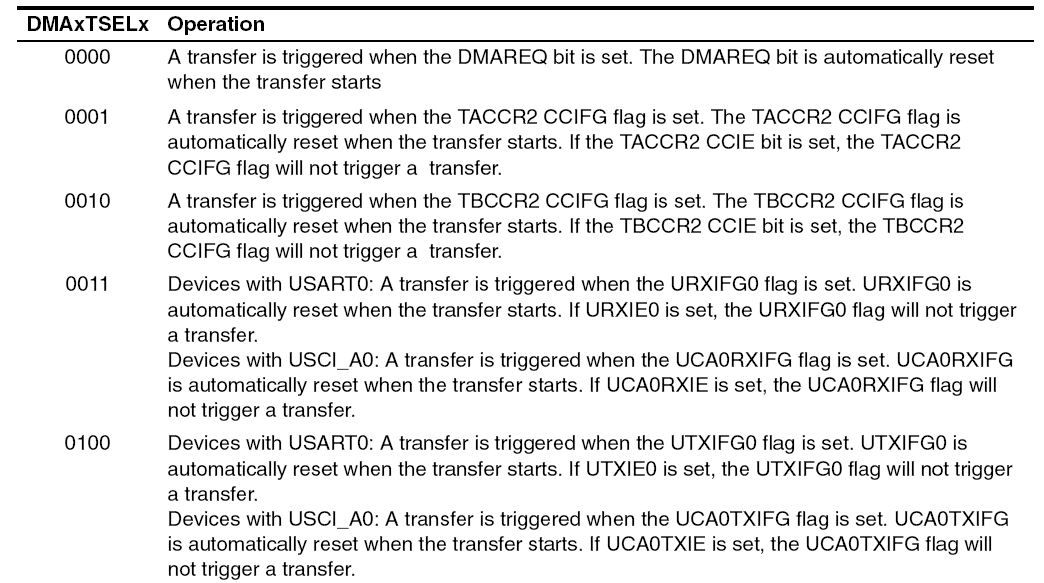 DMAxTSELx Operation
0000 A transfer is triggered when the DMAREQ bit is set. The DMAREQ bit is automatically reset
when the transfer starts
0001 A transfer is triggered when the TACCR2 CCIFG flag is set. The TACCR2 CCIFG flag is
automatically reset when the transfer starts. If the TACCR2 CCIE bit is set, the TACCR2
CCIFG flag will not trigger a transfer.
0010 A transfer is triggered when the TBCCR2 CCIFG flag is set. The TBCCR2 CCIFG flag is
automatically reset when the transfer starts. If the TBCCR2 CCIE bit is set, the TBCCR2
CCIFG flag will not trigger a transfer.
0011 Devices with USART0: A transfer is triggered when the URXIFG0 flag is set. URXIFG0 is
automatically reset when the transfer starts. If URXIE0 is set, the URXIFG0 flag will not trigger
a transfer.
Devices with USCI_A0: A transfer is triggered when the UCA0RXIFG flag is set. UCA0RXIFG
is automatically reset when the transfer starts. If UCA0RXIE is set, the UCA0RXIFG flag will
not trigger a transfer.
0100 Devices with USART0: A transfer is triggered when the UTXIFG0 flag is set. UTXIFG0 is
automatically reset when the transfer starts. If UTXIE0 is set, the UTXIFG0 flag will not trigger
a transfer.
Devices with USCI_A0: A transfer is triggered when the UCA0TXIFG flag is set. UCA0TXIFG
is automatically reset when the transfer starts. If UCA0TXIE is set, the UCA0TXIFG flag will
not trigger a transfer.